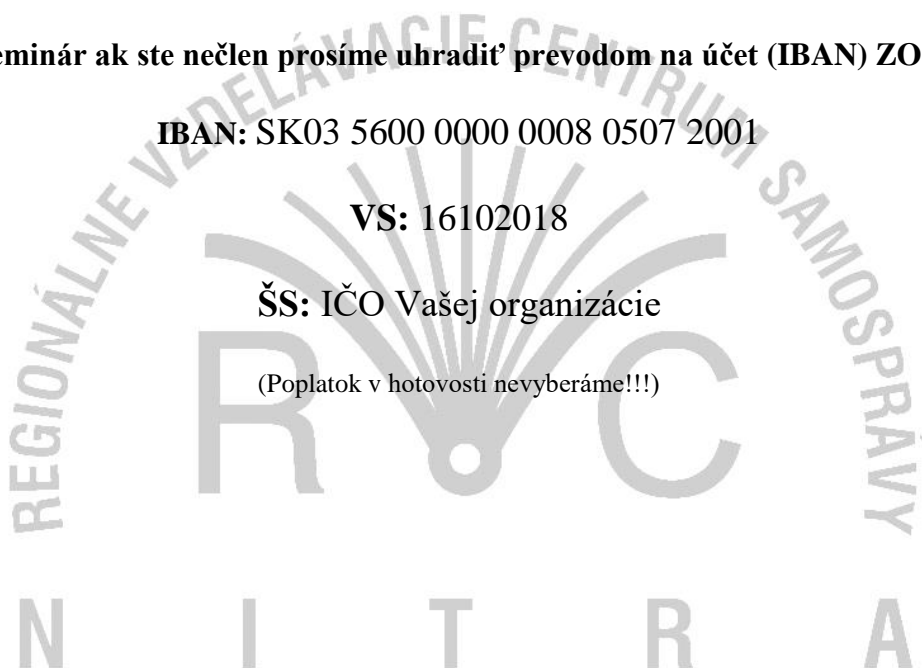 eminár ak ste nečlen prosíme uhradiť prevodom na účet (IBAN) ZO
IBAN: SK03 5600 0000 0008 0507 2001
VS: 16102018
ŠS: IČO Vašej organizácie
(Poplatok v hotovosti nevyberáme!!!)
REGIONÁLNE VZDELÁVACIE CENTRUM SAMOSPRÁVY
RVC
N I T R A